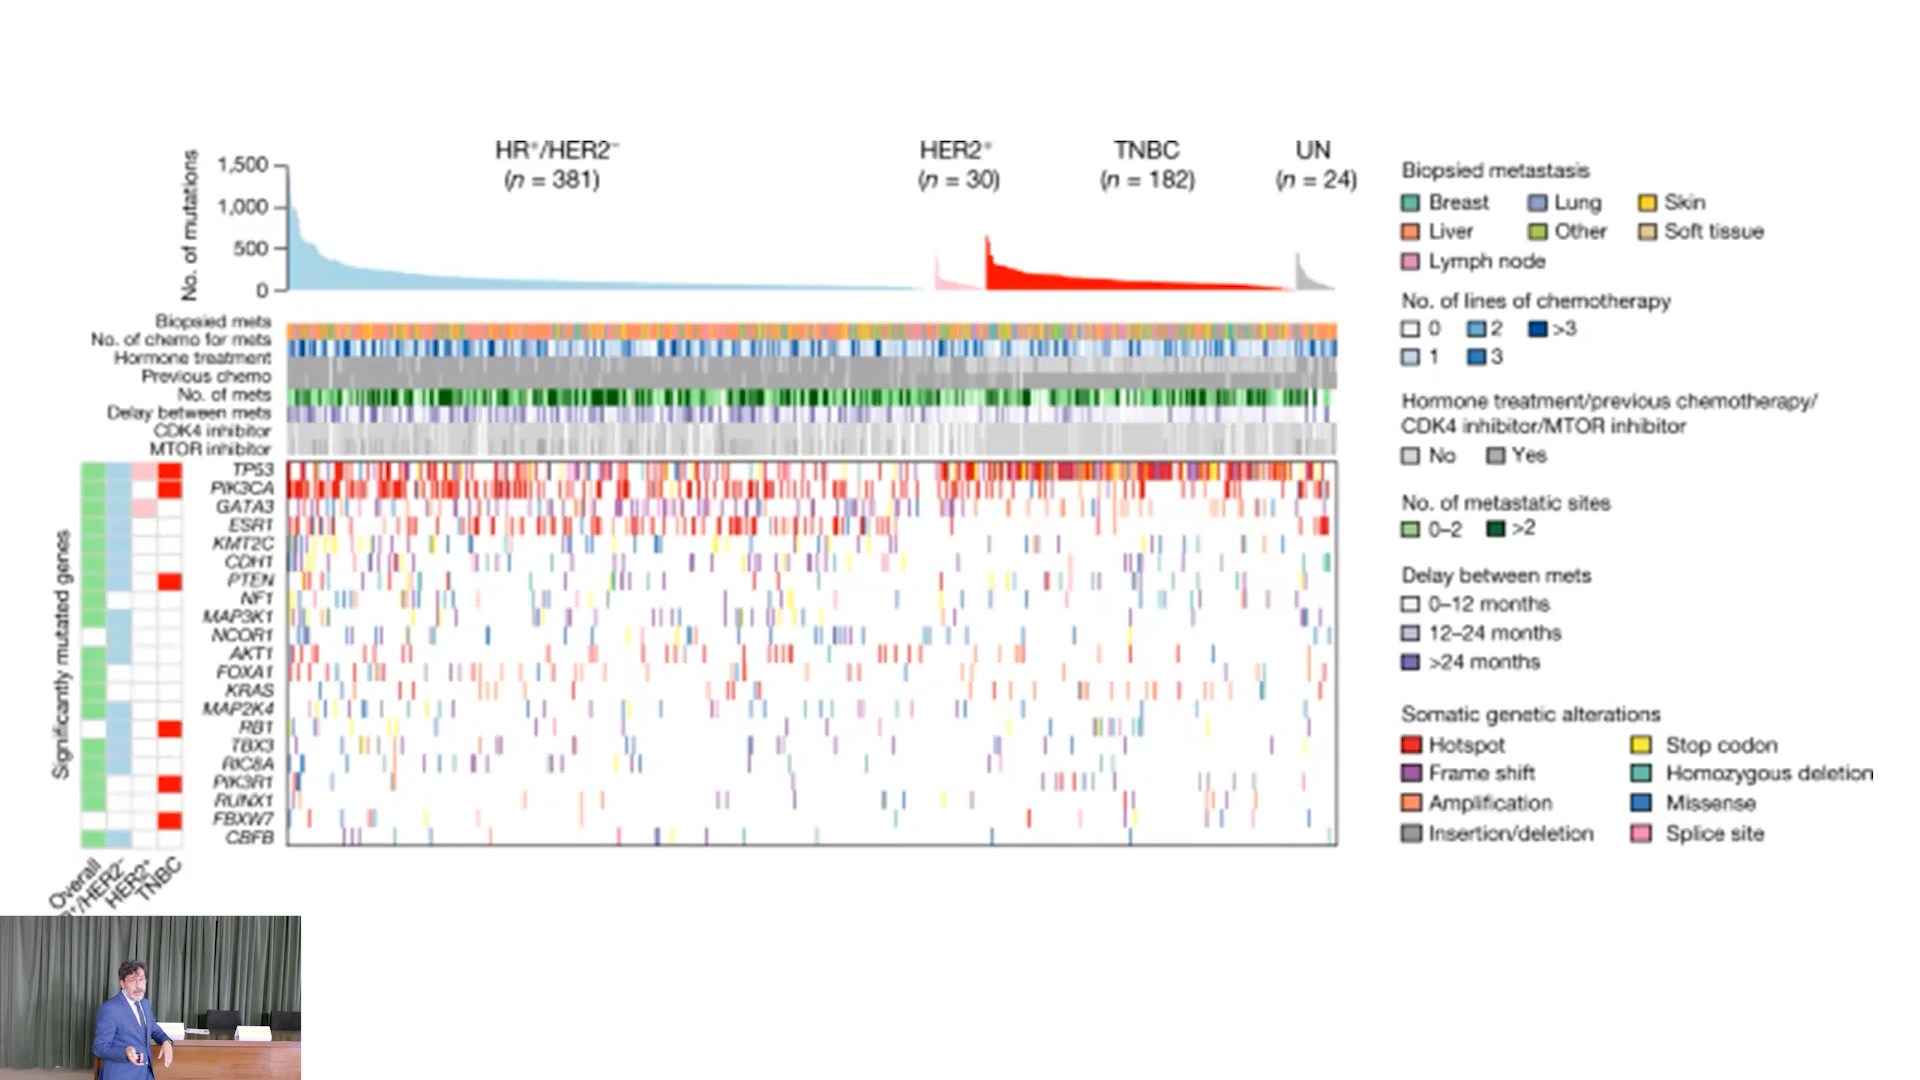 HR⁺/HER2⁻
(n = 381)
HER2⁺
(n = 30)
TNBC
(n = 182)
UN
(n = 24)
No. of mutations
1,500
1,000
500
0
Biopsied mets
No. of chemo for mets
Hormone treatment
Previous chemo
No. of mets
Delay between mets
CDK4 inhibitor
MTOR inhibitor
Significantly mutated genes
TP53
PIK3CA
GATA3
ESR1
KMT2C
CDH1
PTEN
NF1
MAP3K1
NCOR1
AKT1
FOXA1
KRAS
MAP2K4
RB1
TBX3
RIC8A
PIK3R1
RUNX1
FBXW7
CBFB
Overall
⁺/HER2⁻
HER2⁺
TNBC
Biopsied metastasis
Breast Lung Skin
Liver Other Soft tissue
Lymph node
No. of lines of chemotherapy
0 2 >3
1 3
Hormone treatment/previous chemotherapy/
CDK4 inhibitor/MTOR inhibitor
No Yes
No. of metastatic sites
0–2 >2
Delay between mets
0–12 months
12–24 months
>24 months
Somatic genetic alterations
Hotspot Stop codon
Frame shift Homozygous deletion
Amplification Missense
Insertion/deletion Splice site